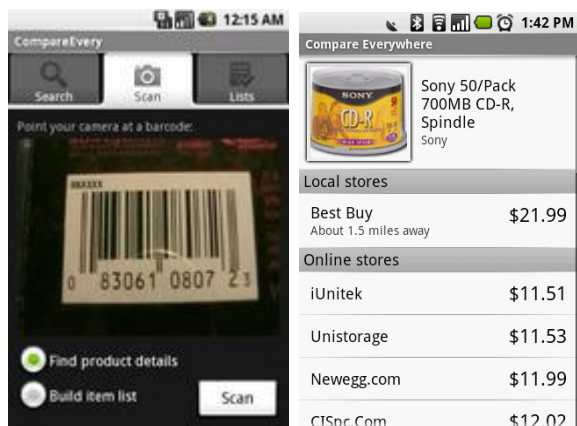 12:15 AM
CompareEvery
Search
Scan
Lists
Point your camera at a barcode:
0 83061 0807 2 3
Find product details
Build item list
Scan
1:42 PM
Compare Everywhere
SONY
CD-R
Sony 50/Pack
700MB CD-R,
Spindle
Sony
Local stores
Best Buy
$21.99
About 1.5 miles away
Online stores
iUnitek
$11.51
Unistorage
$11.53
Newegg.com
$11.99
CISpc.Com
$12.02